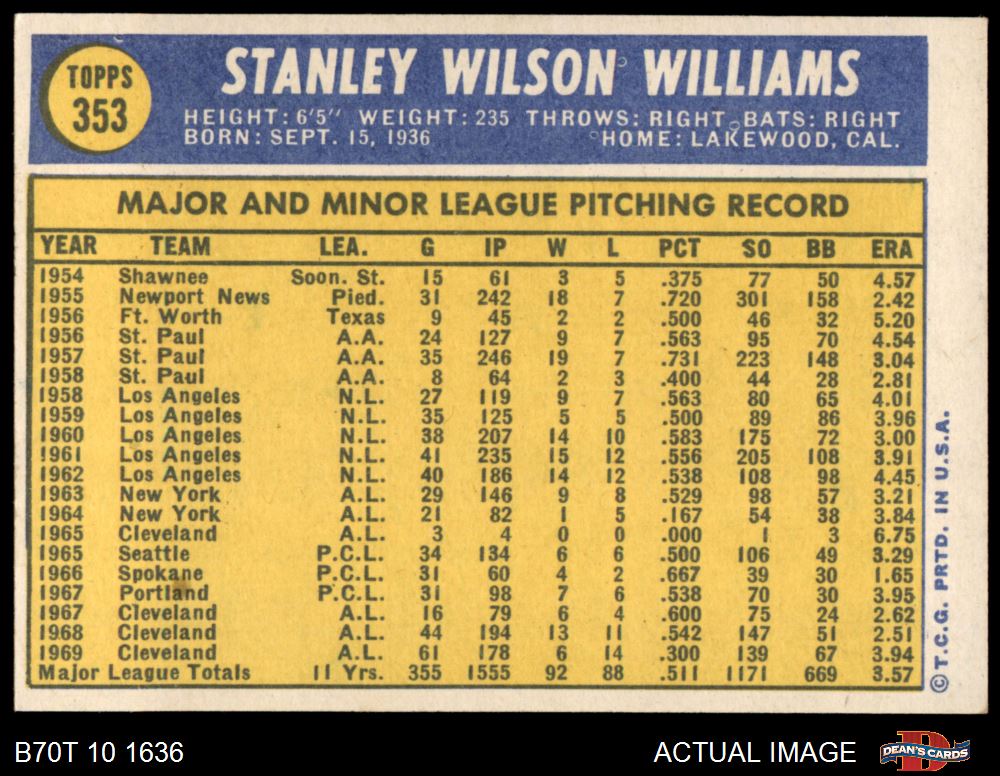 TOPPS
353
STANLEY WILSON WILLIAMS
HEIGHT: 6'5" WEIGHT: 235 THROWS: RIGHT BATS: RIGHT
BORN: SEPT. 15, 1936 HOME: LAKEWOOD, CAL.
MAJOR AND MINOR LEAGUE PITCHING RECORD
YEAR TEAM LEA. G IP W L PCT SO BB ERA
1954 Shawnee Soon. St. 15 61 3 5 .375 77 50 4.57
1955 Newport News Pied. 31 242 18 7 .720 301 158 2.42
1956 Ft. Worth Texas 9 45 2 2 .500 46 32 5.20
1956 St. Paul A.A. 24 127 9 7 .563 95 70 4.54
1957 St. Paul A.A. 35 246 19 7 .731 223 148 3.04
1958 St. Paul A.A. 8 64 2 3 .400 44 28 2.81
1958 Los Angeles N.L. 27 119 9 7 .563 80 65 4.01
1959 Los Angeles N.L. 35 125 5 5 .500 89 86 3.96
1960 Los Angeles N.L. 38 207 14 10 .583 175 72 3.00
1961 Los Angeles N.L. 41 235 15 12 .556 205 108 3.91
1962 Los Angeles N.L. 40 186 14 12 .538 108 98 4.45
1963 New York A.L. 29 146 9 8 .529 98 57 3.21
1964 New York A.L. 21 82 1 5 .167 54 38 3.84
1965 Cleveland A.L. 3 4 0 0 .000 1 3 6.75
1965 Seattle P.C.L. 34 134 6 6 .500 106 49 3.29
1966 Spokane P.C.L. 31 60 4 2 .667 39 30 1.65
1967 Portland P.C.L. 31 98 7 6 .538 70 30 3.95
1967 Cleveland A.L. 16 79 6 4 .600 75 24 2.62
1968 Cleveland A.L. 44 194 13 11 .542 147 51 2.51
1969 Cleveland A.L. 61 178 6 14 .300 139 67 3.94
Major League Totals 11 Yrs. 355 1555 92 88 .511 1171 669 3.57
©T.C.G. PRTD. IN U.S.A.
B70T 10 1636 ACTUAL IMAGE
D
DEAN'S CARDS